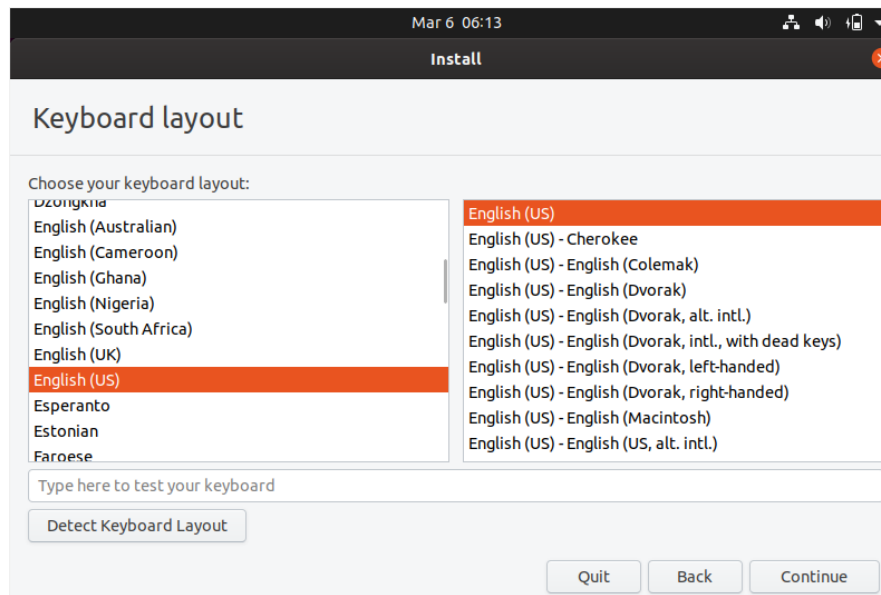 Mar 6 06:13
Install
Keyboard layout
Choose your keyboard layout:
Dzongkha
English (Australian)
English (Cameroon)
English (Ghana)
English (Nigeria)
English (South Africa)
English (UK)
English (US)
Esperanto
Estonian
Faroese
English (US)
English (US) - Cherokee
English (US) - English (Colemak)
English (US) - English (Dvorak)
English (US) - English (Dvorak, alt. intl.)
English (US) - English (Dvorak, intl., with dead keys)
English (US) - English (Dvorak, left-handed)
English (US) - English (Dvorak, right-handed)
English (US) - English (Macintosh)
English (US) - English (US, alt. intl.)
Type here to test your keyboard
Detect Keyboard Layout
Quit Back Continue